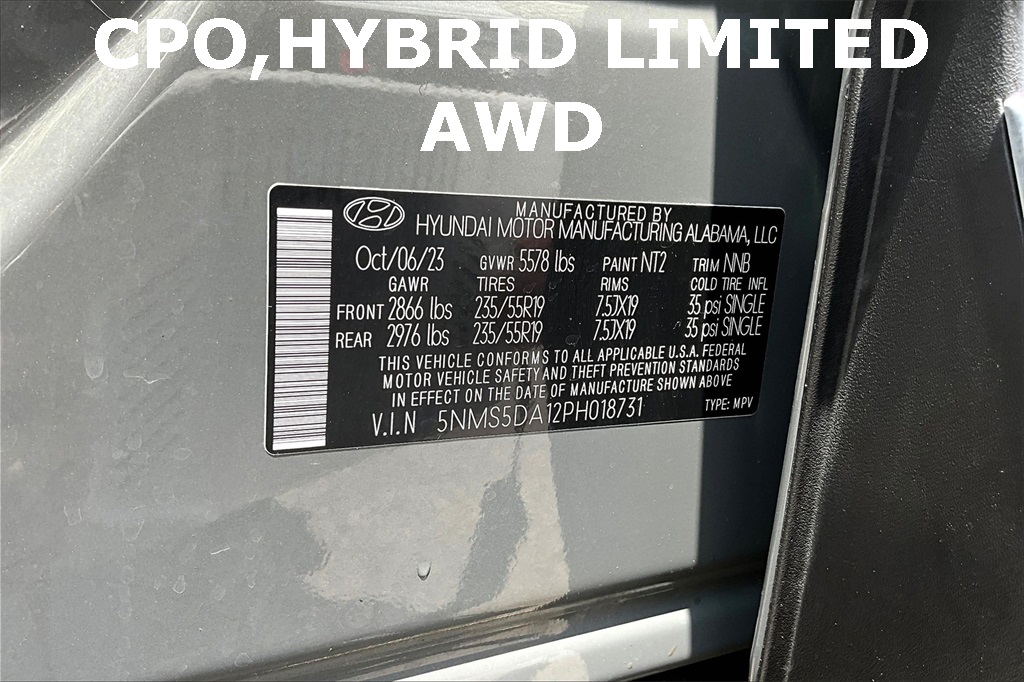 CPO,HYBRID LIMITED
AWD
MANUFACTURED BY
HYUNDAI MOTOR MANUFACTURING ALABAMA, LLC
Oct/06/23 GVWR 5578 lbs PAINT NT2 TRIM NNB
GAWR TIRES RIMS COLD TIRE INFL
FRONT 2866 lbs 235/55R19 7.5JX19 35 psi SINGLE
REAR 2976 lbs 235/55R19 7.5JX19 35 psi SINGLE
THIS VEHICLE CONFORMS TO ALL APPLICABLE U.S.A. FEDERAL
MOTOR VEHICLE SAFETY AND THEFT PREVENTION STANDARDS
IN EFFECT ON THE DATE OF MANUFACTURE SHOWN ABOVE
V.I.N 5NMS5DA12PH018731 TYPE: MPV